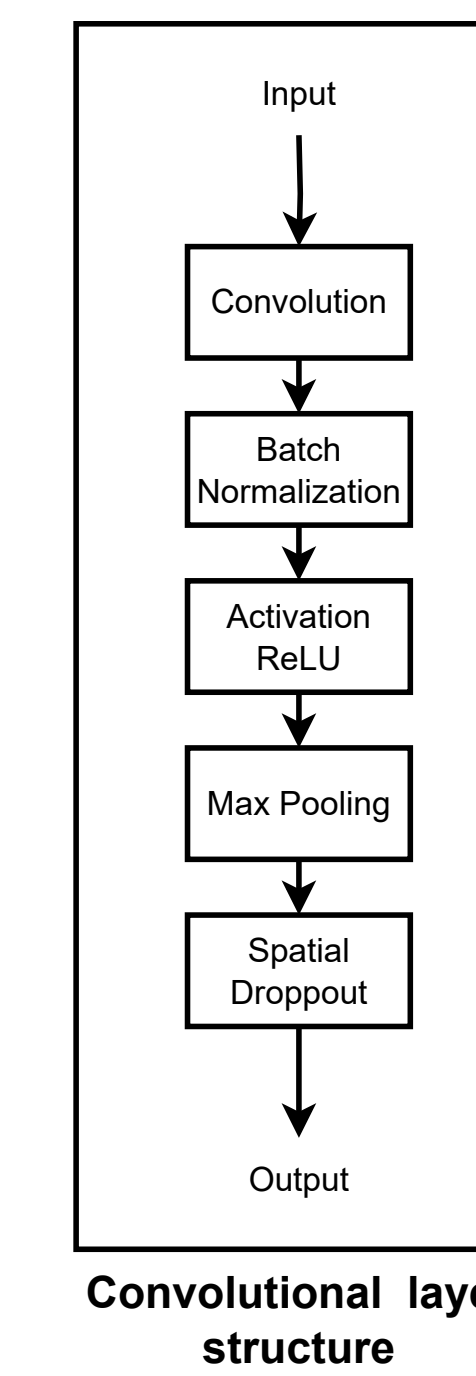 Input
Convolution
Batch
Normalization
Activation
ReLU
Max Pooling
Spatial
Droppout
Output
Convolutional
structure